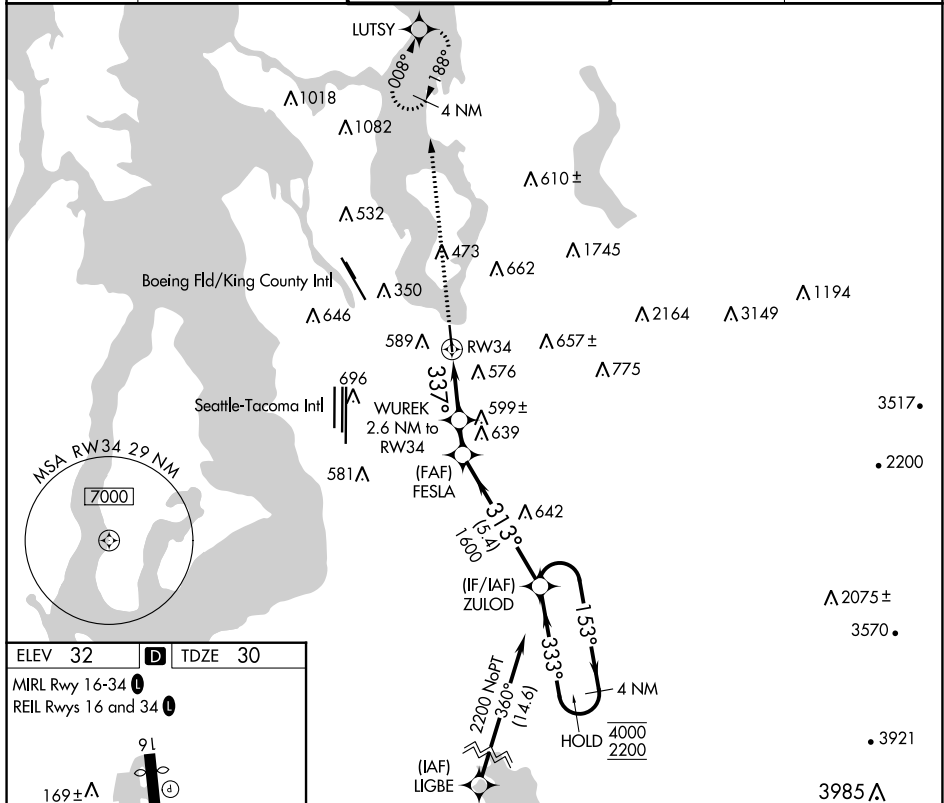 LUTSY
008°
188°
4 NM
1018
1082
610±
532
473
1745
662
Boeing Fld/King County Intl
350
1194
646
2164
3149
589
RW34
657±
576
775
337°
696
Seattle-Tacoma Intl
WUREK
2.6 NM to
RW34
599±
639
3517
581
2200
(FAF)
FESLA
MSA RW34 29 NM
7000
642
313°
(5.4)
1600
(IF/IAF)
ZULOD
153°
333°
4 NM
HOLD
4000
2200
2075±
3570
2200 NoPT
360°
(14.6)
(IAF)
LIGBE
3921
3985
ELEV 32 D TDZE 30
MIRL Rwy 16-34 L
REIL Rwys 16 and 34 L
16
P
169±